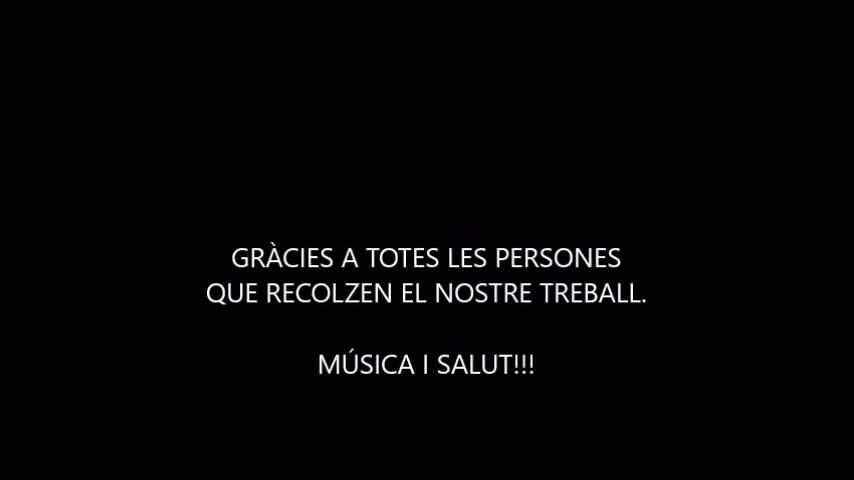 GRÀCIES A TOTES LES PERSONES
QUE RECOLZEN EL NOSTRE TREBALL.
MÚSICA I SALUT!!!